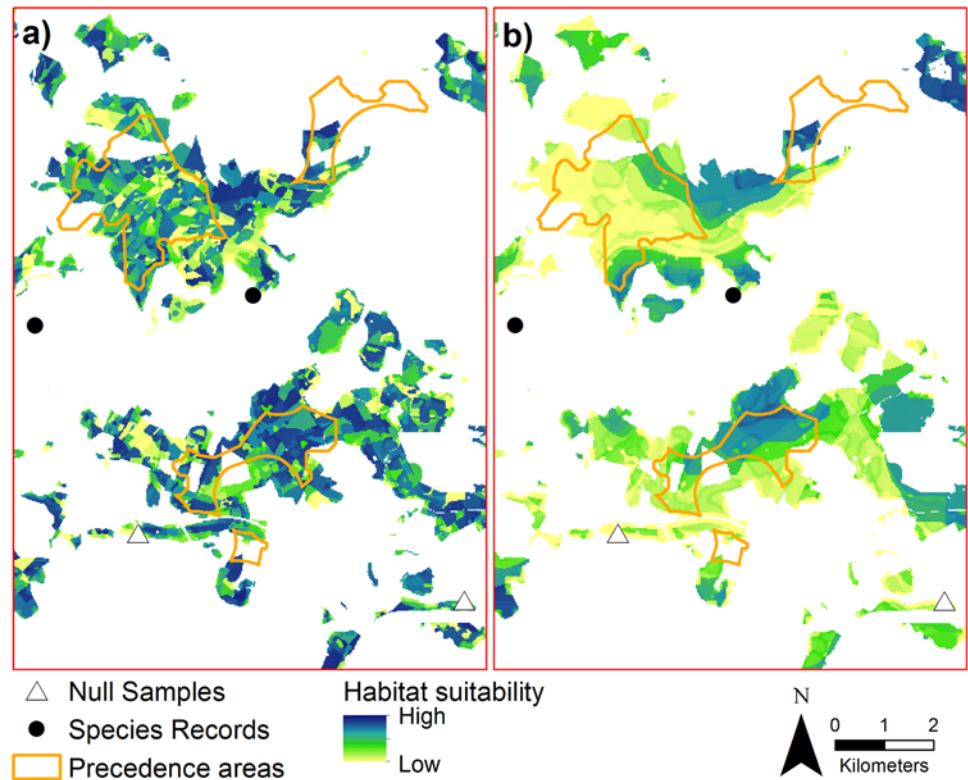 a)
b)
Null Samples
Species Records
Precedence areas
Habitat suitability
High
Low
N
0 1 2
Kilometers